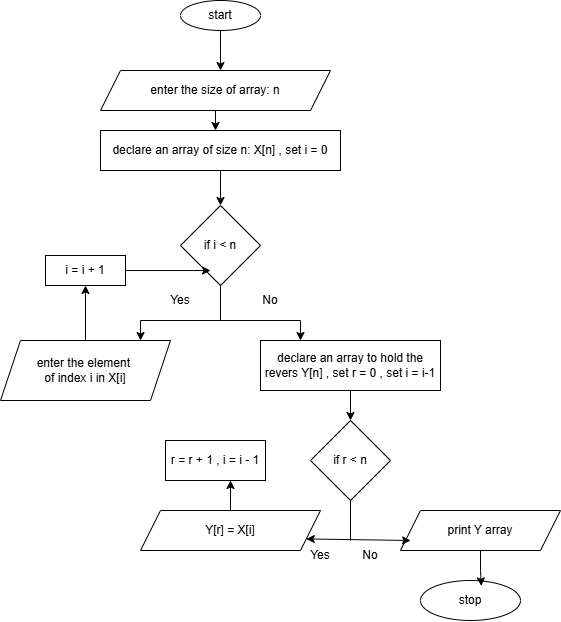 start
enter the size of array: n
declare an array of size n: X[n] , set i = 0
if i < n
i = i + 1
Yes
No
enter the element
of index i in X[i]
declare an array to hold the
revers Y[n] , set r = 0 , set i = i-1
if r < n
r = r + 1 , i = i - 1
Y[r] = X[i]
print Y array
Yes
No
stop